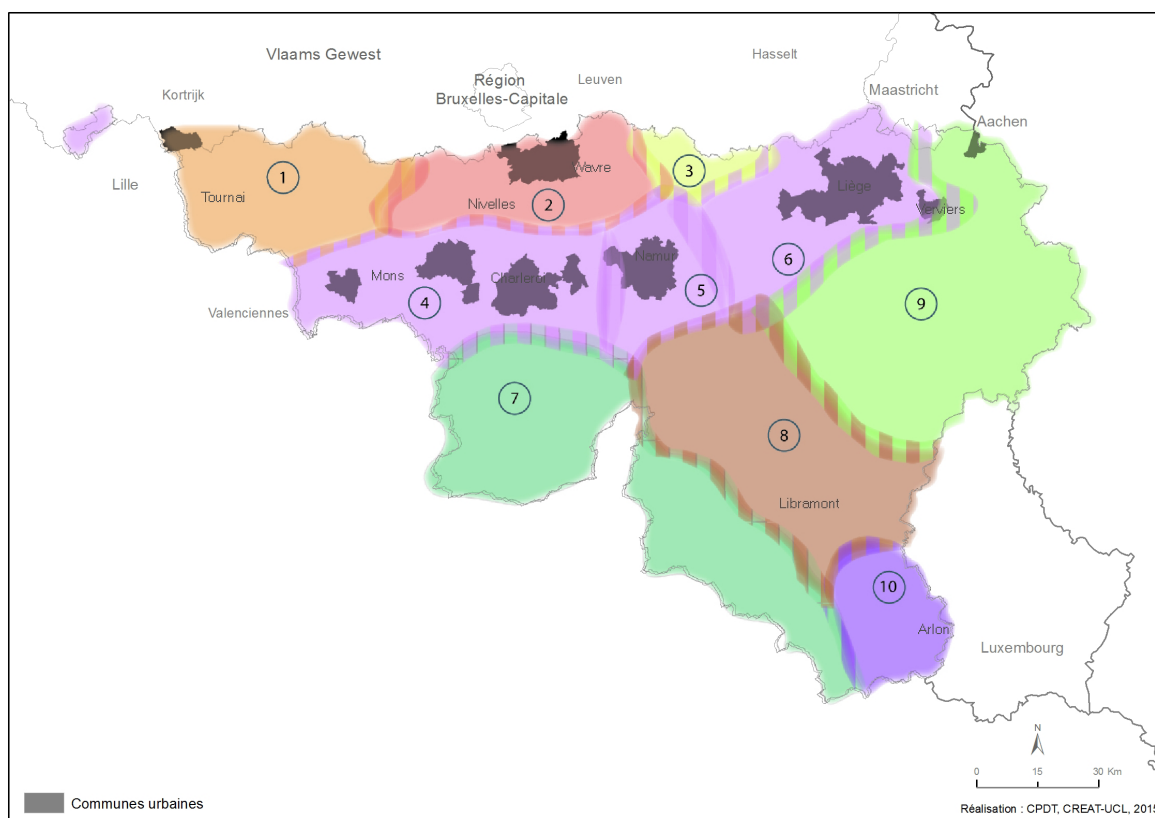 Vlaams Gewest
Hasselt
Région
Bruxelles-Capitale
Leuven
Kortrijk
Maastricht
Aachen
Lille
Wavre
3
1
Tournai
Liège
Nivelles
2
Verviers
Namur
6
Mons
Charleroi
5
4
9
Valenciennes
7
8
Libramont
10
Arlon
Luxembourg
N
0 15 30 Km
Communes urbaines
Réalisation : CPDT, CREAT-UCL, 2015